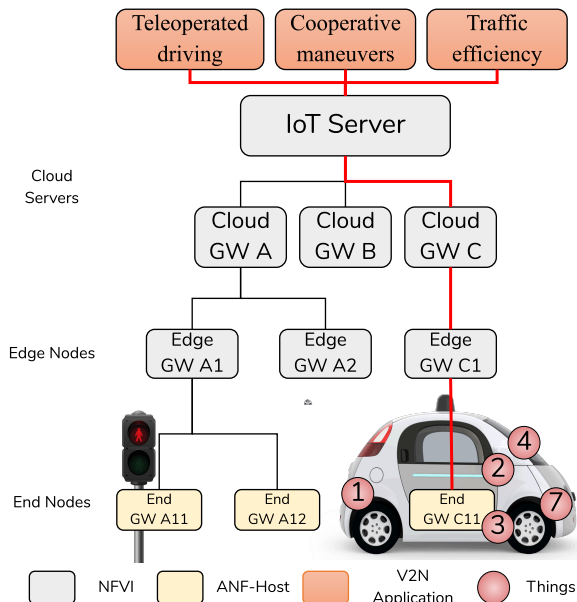 Teleoperated
driving
Cooperative
maneuvers
Traffic
efficiency
IoT Server
Cloud
Servers
Cloud
GW A
Cloud
GW B
Cloud
GW C
Edge Nodes
Edge
GW A1
Edge
GW A2
Edge
GW C1
4
2
1
7
3
End Nodes
End
GW A11
End
GW A12
End
GW C11
NFVI
ANF-Host
V2N
Application
Things